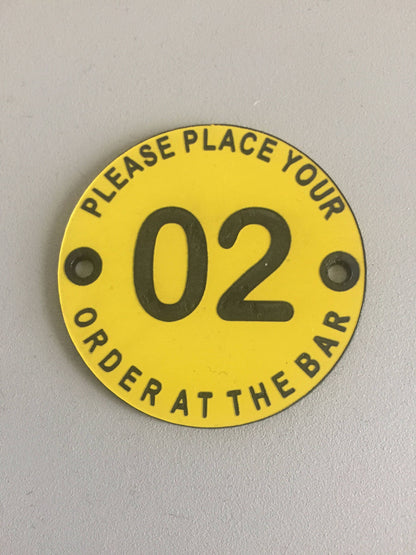 PLEASE PLACE YOUR
02
ORDER AT THE BAR